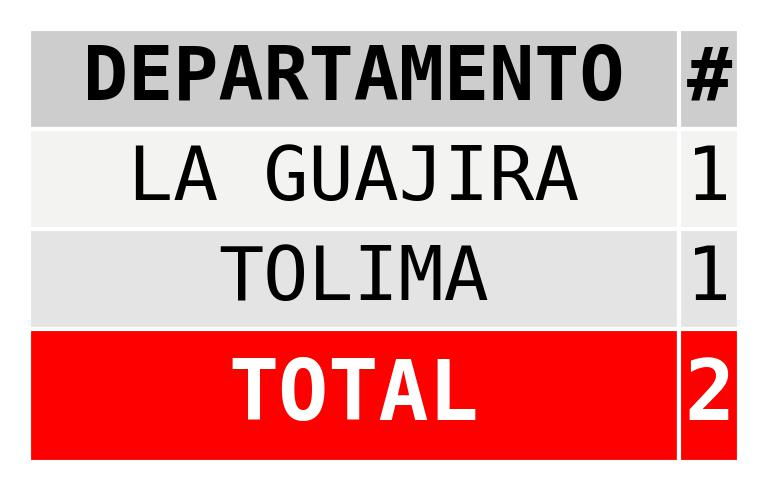 DEPARTAMENTO #
LA GUAJIRA 1
TOLIMA 1
TOTAL 2